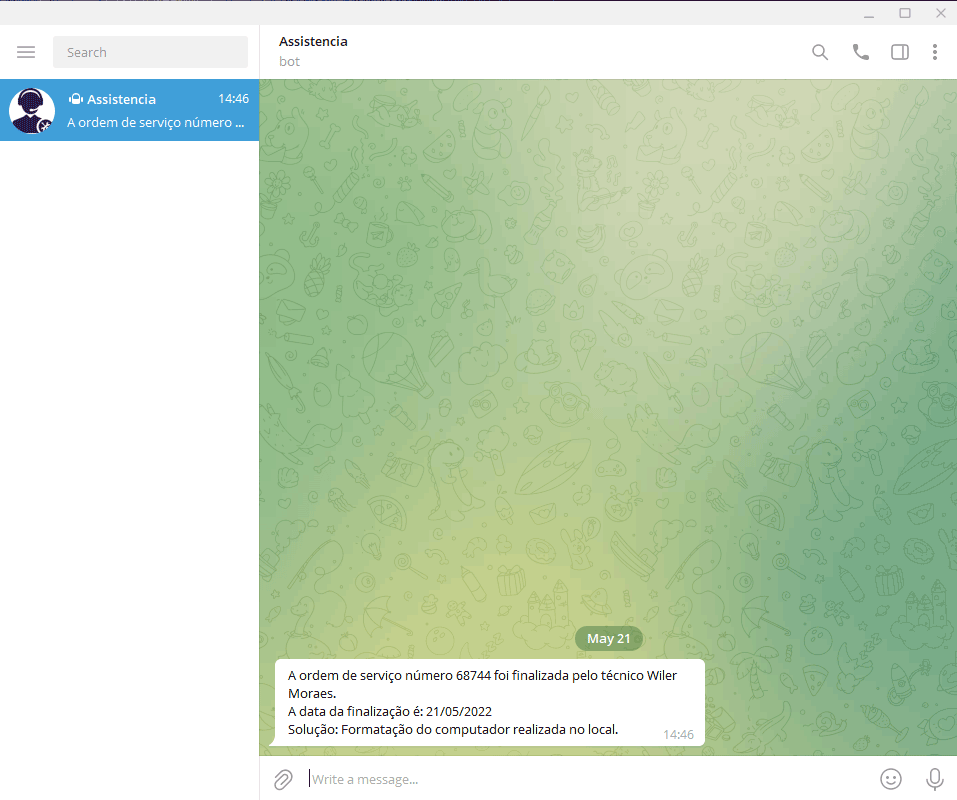 Search
Assistencia
14:46
A ordem de serviço número ...
Assistencia
bot
May 21
A ordem de serviço número 68744 foi finalizada pelo técnico Wiler
Moraes.
A data da finalização é: 21/05/2022
Solução: Formatação do computador realizada no local.
14:46
Write a message...